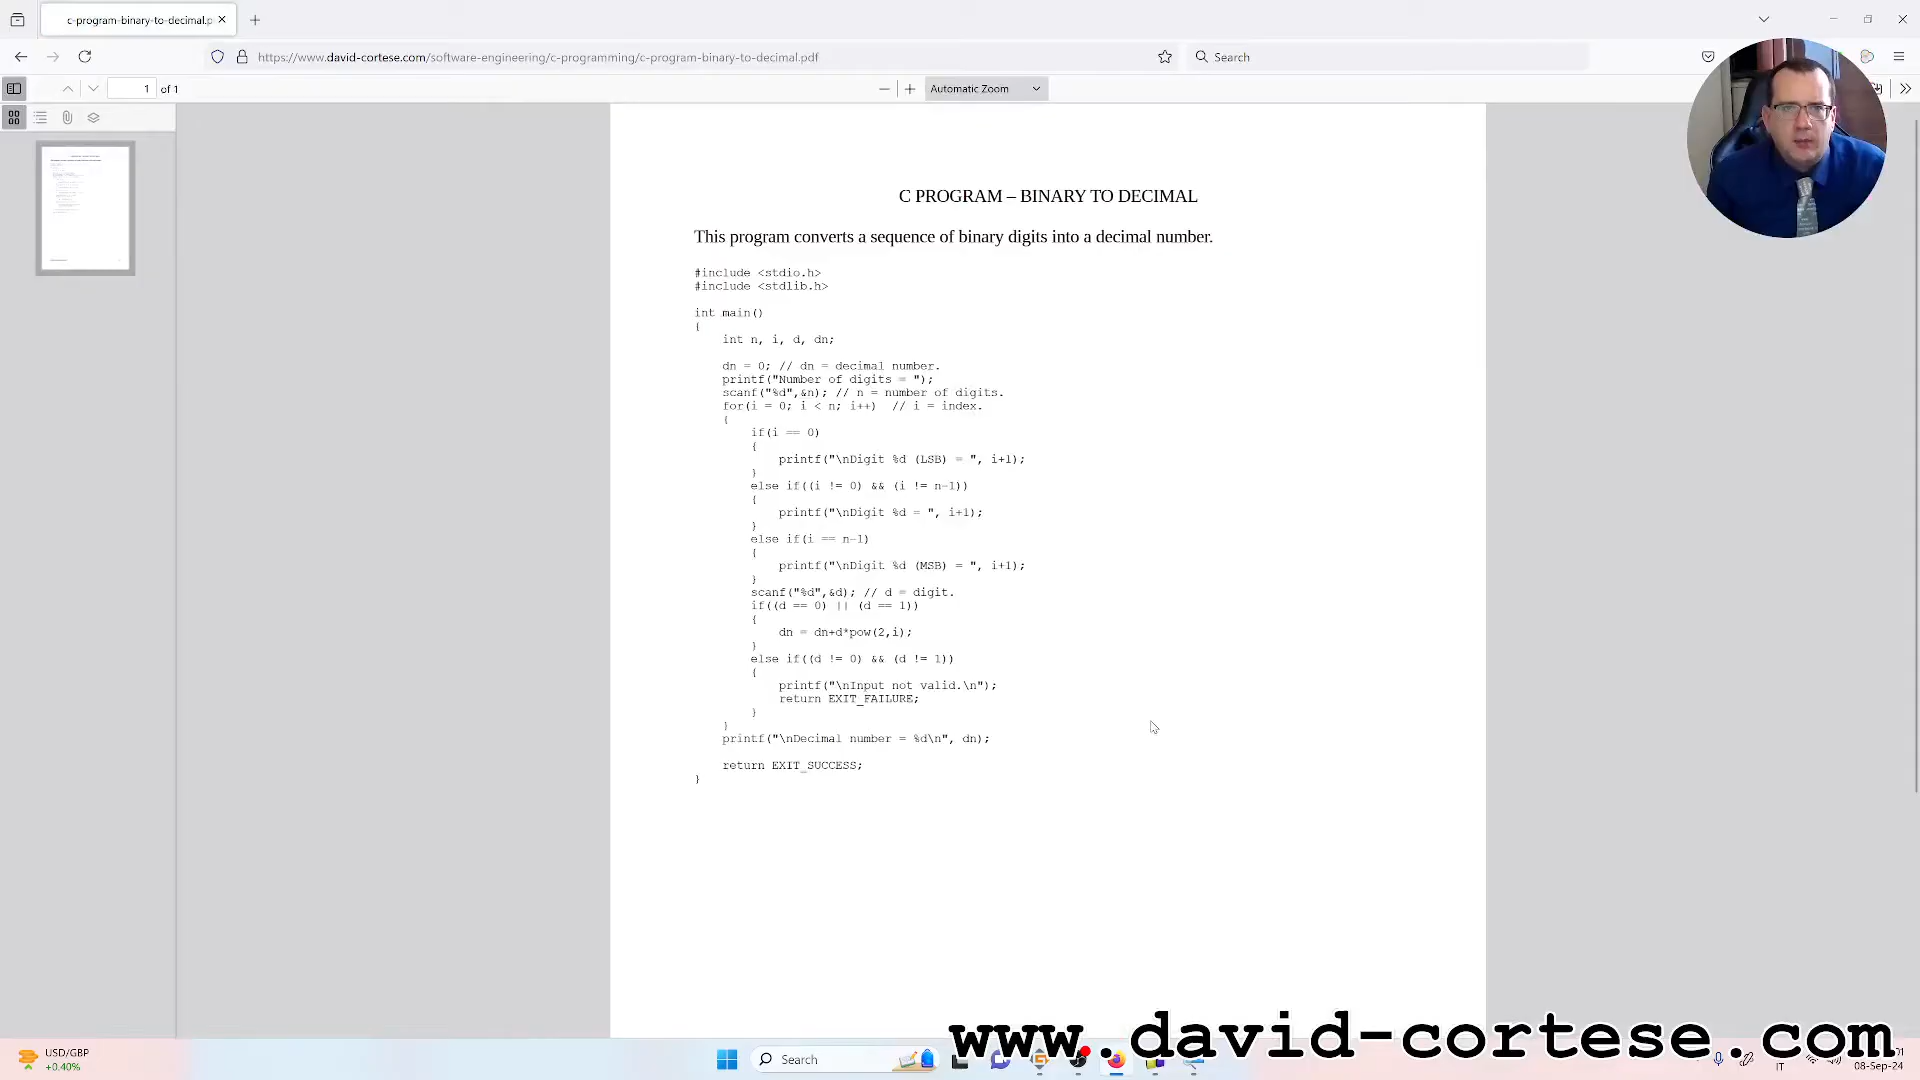 c-program-binary-to-decimal.p
https://www.david-cortese.com/software-engineering/c-programming/c-program-binary-to-decimal.pdf
Search
1 of 1
Automatic Zoom
C PROGRAM – BINARY TO DECIMAL
This program converts a sequence of binary digits into a decimal number.
#include <stdio.h>
#include <stdlib.h>
int main()
{
int n, i, d, dn;
dn = 0; // dn = decimal number.
printf("Number of digits = ");
scanf("%d",&n); // n = number of digits.
for(i = 0; i < n; i++)  // i = index.
{
if(i == 0)
{
printf("\nDigit %d (LSB) = ", i+1);
}
else if((i != 0) && (i != n-1))
{
printf("\nDigit %d = ", i+1);
}
else if(i == n-1)
{
printf("\nDigit %d (MSB) = ", i+1);
}
scanf("%d",&d); // d = digit.
if((d == 0) || (d == 1))
{
dn = dn+d*pow(2,i);
}
else if((d != 0) && (d != 1))
{
printf("\nInput not valid.\n");
return EXIT_FAILURE;
}
}
printf("\nDecimal number = %d\n", dn);
return EXIT_SUCCESS;
}
www.david-cortese.com
USD/GBP
+0.40%
Search
IT
08-Sep-24